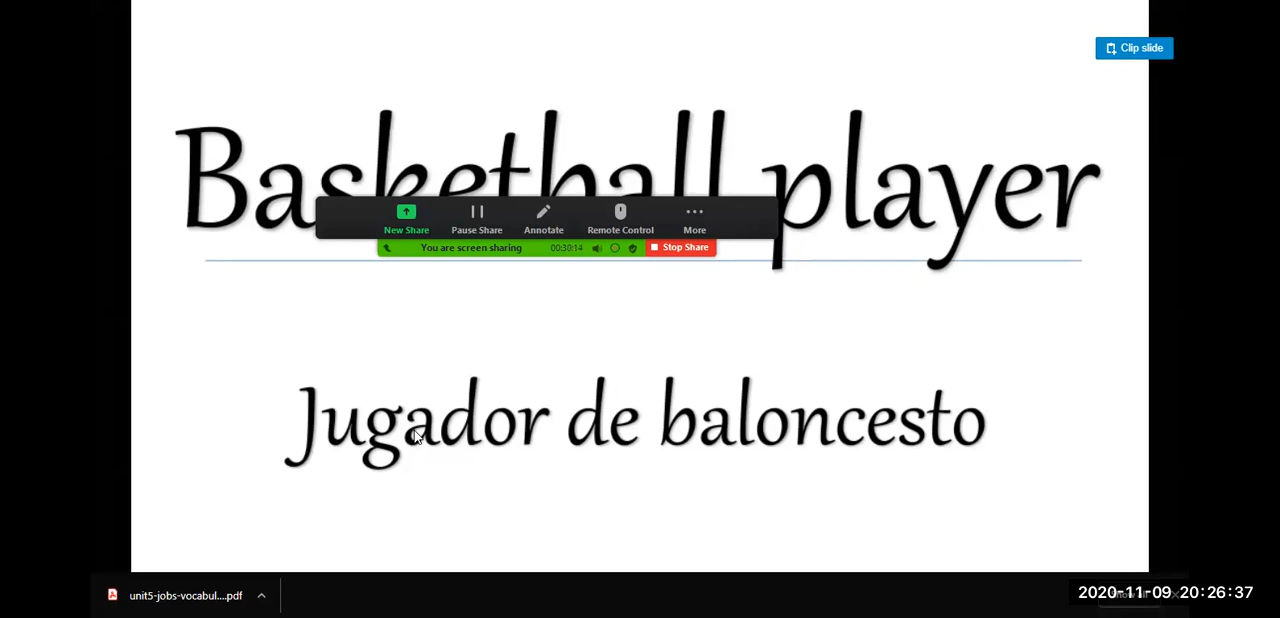 Clip slide
Basketball player
New Share Pause Share Annotate Remote Control More
You are screen sharing 00:30:14 Stop Share
Jugador de baloncesto
unit5-jobs-vocabul....pdf
2020-11-09 20:26:37